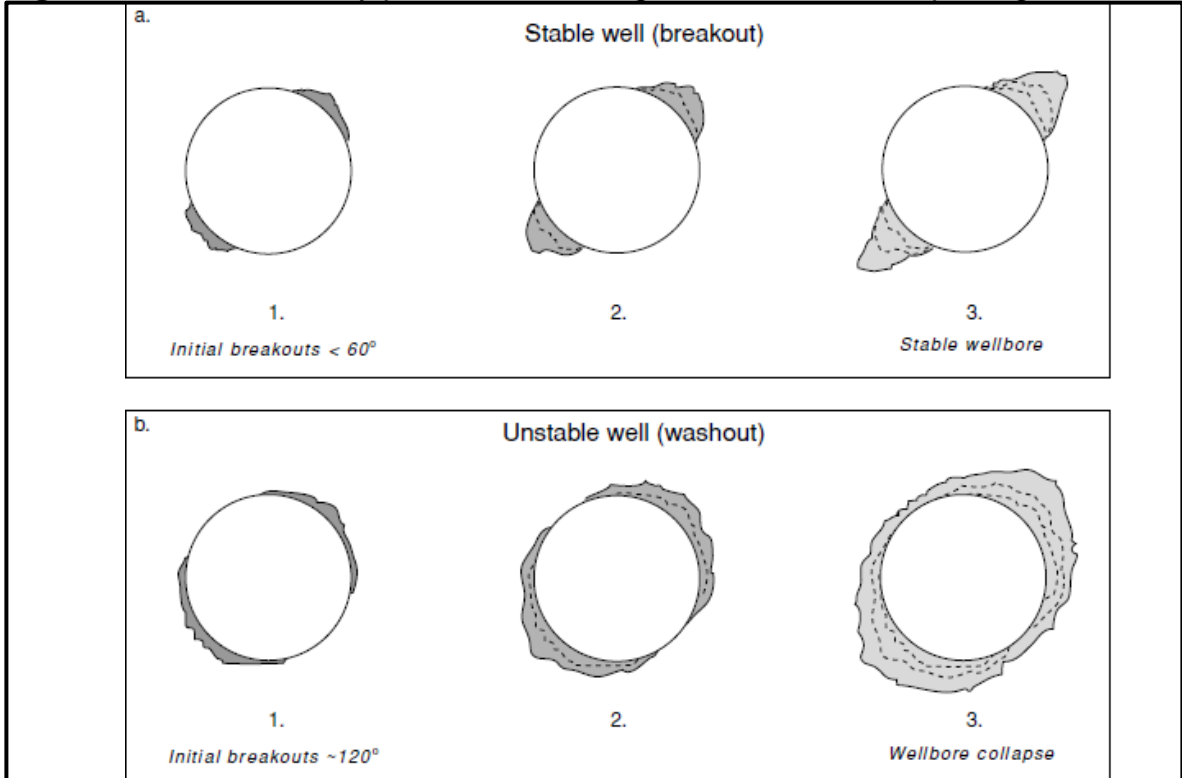 a.
Stable well (breakout)
1.
2.
3.
Initial breakouts < 60°
Stable wellbore
b.
Unstable well (washout)
1.
2.
3.
Initial breakouts ~120°
Wellbore collapse